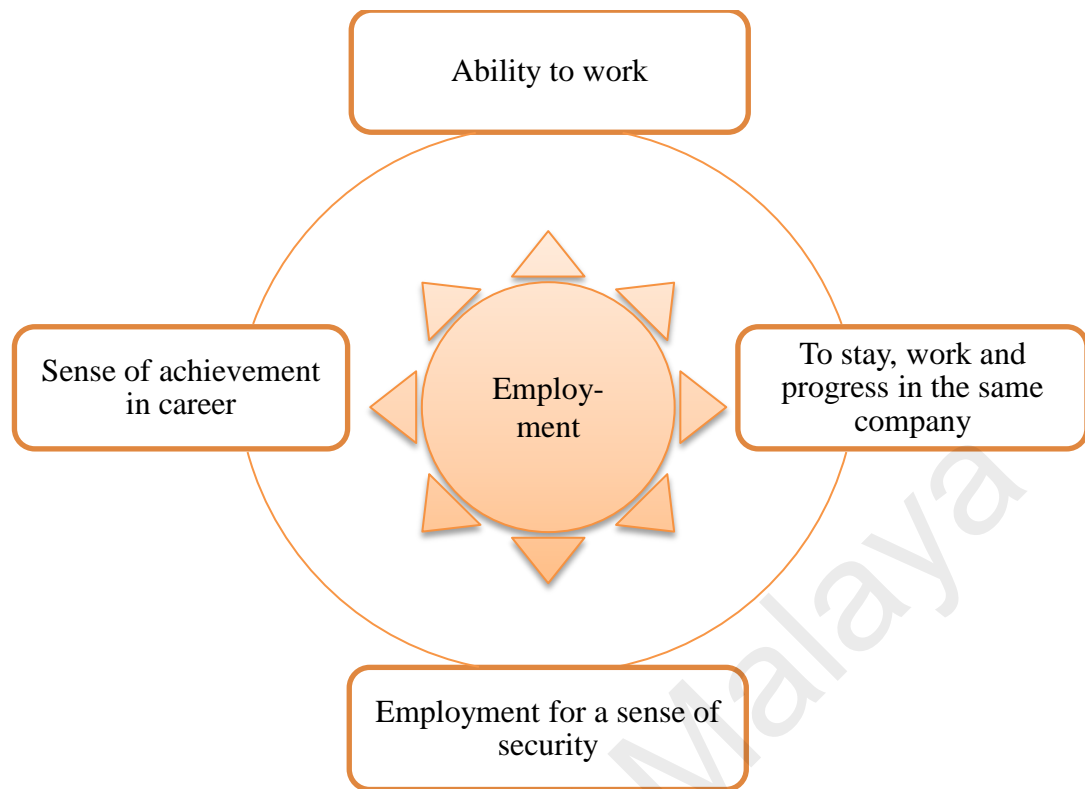 Ability to work
Sense of achievement
in career
Employ-
ment
To stay, work and
progress in the same
company
Employment for a sense of
security
Malaya